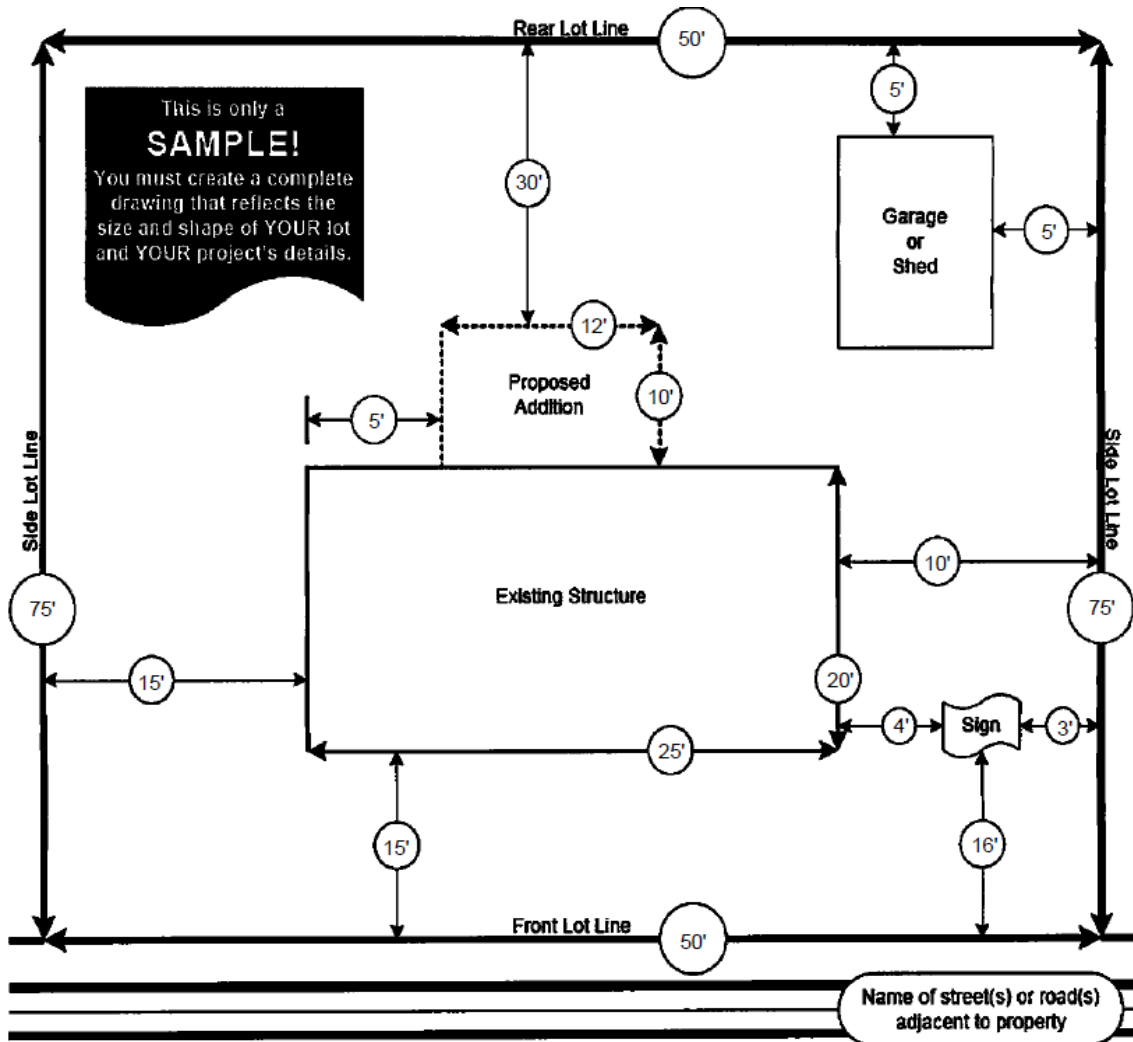 Rear Lot Line
50'
This is only a
SAMPLE!
You must create a complete
drawing that reflects the
size and shape of YOUR lot
and YOUR project's details.
5'
30'
Garage
or
Shed
5'
12'
Proposed
Addition
10'
5'
Side Lot Line
Side Lot Line
10'
Existing Structure
75'
75'
15'
20'
4'
Sign
3'
25'
15'
16'
Front Lot Line
50'
Name of street(s) or road(s)
adjacent to property